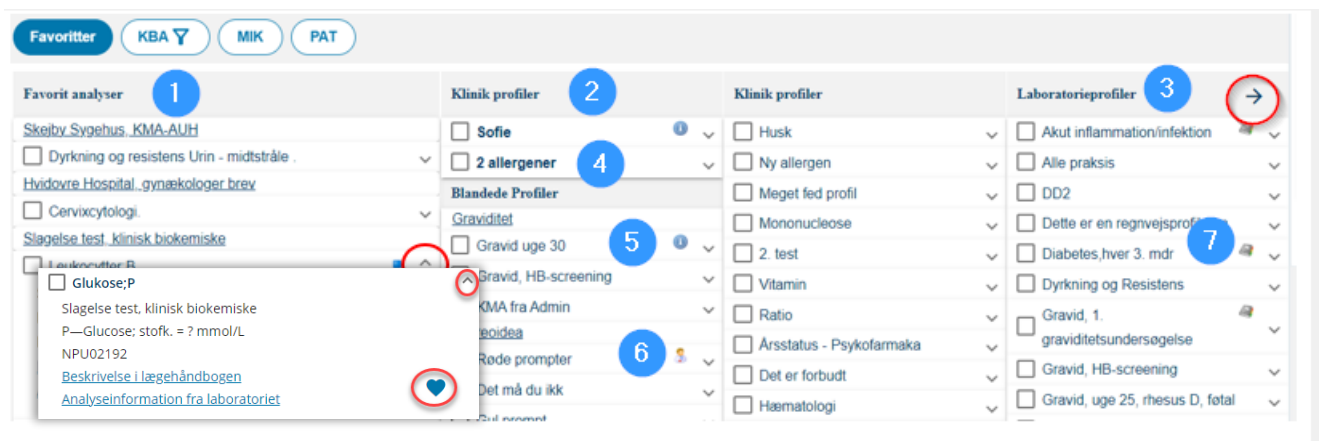 Favoritter
KBA
MIK
PAT
Favorit analyser
1
Skejby Sygehus, KMA-AUH
Dyrkning og resistens Urin - midtstråle .
Hvidovre Hospital, gynækologer brev
Cervixcytologi.
Slagelse test, klinisk biokemiske
Leukocytter;B
Glukose;P
Slagelse test, klinisk biokemiske
P—Glucose; stofk. = ? mmol/L
NPU02192
Beskrivelse i lægehåndbogen
Analyseinformation fra laboratoriet
Klinik profiler
2
Sofie
2 allergener
4
Blandede Profiler
Graviditet
Gravid uge 30
5
Gravid, HB-screening
KMA fra Admin
Røde prompter
6
Det må du ikk
Gul prompt
Klinik profiler
Husk
Ny allergen
Meget fed profil
Mononucleose
2. test
Vitamin
Ratio
Årsstatus - Psykofarmaka
Det er forbudt
Hæmatologi
Laboratorieprofiler
3
Akut inflammation/infektion
Alle praksis
DD2
Dette er en
7
Diabetes,hver 3. mdr
Dyrkning og Resistens
Gravid, 1.
graviditetsundersøgelse
Gravid, HB-screening
Gravid, uge 25, rhesus D, føtal